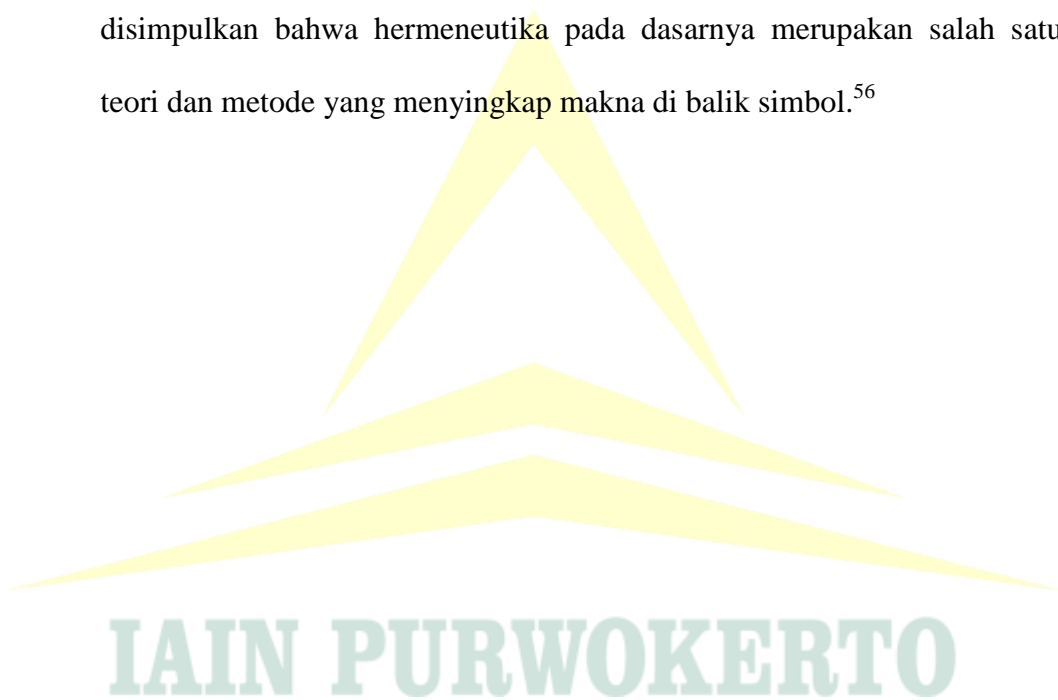 disimpulkan bahwa hermeneutika pada dasarnya merupakan salah satu
teori dan metode yang menyingkap makna di balik simbol.56
IAIN PURWOKERTO